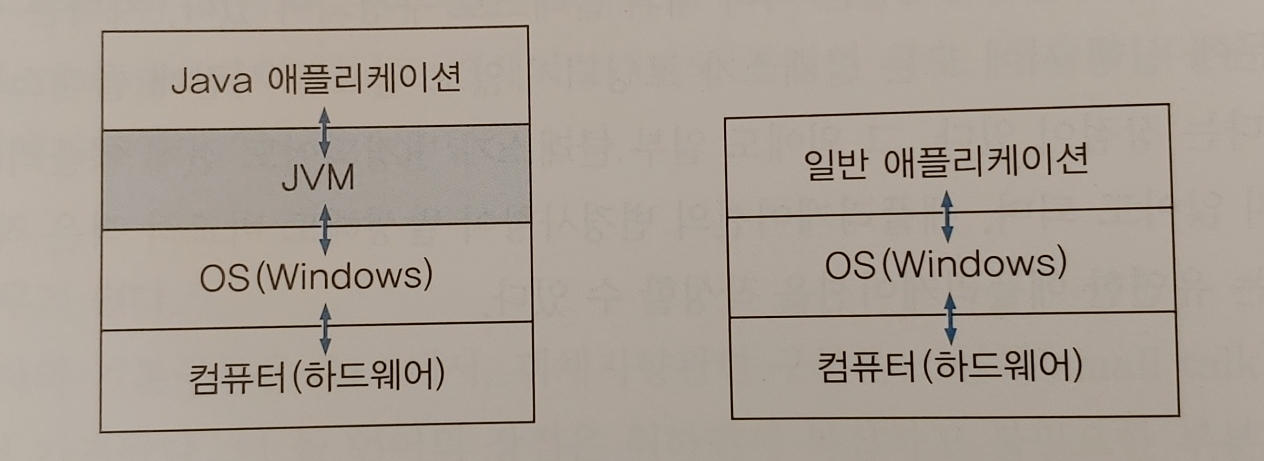 Java 애플리케이션
JVM
OS(Windows)
컴퓨터(하드웨어)
일반 애플리케이션
OS(Windows)
컴퓨터(하드웨어)